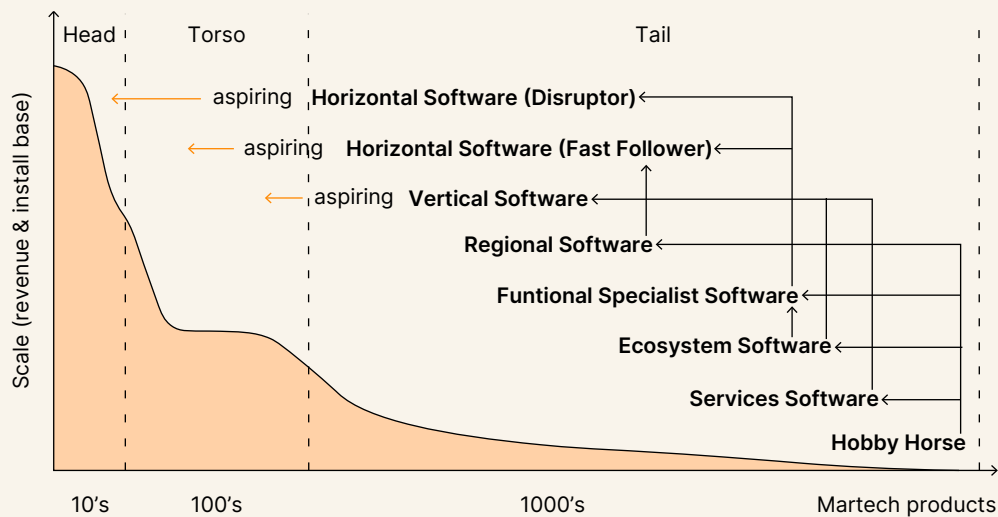 Head
Torso
Tail
aspiring Horizontal Software (Disruptor)
aspiring Horizontal Software (Fast Follower)
aspiring Vertical Software
Regional Software
Funtional Specialist Software
Ecosystem Software
Services Software
Hobby Horse
Scale (revenue & install base)
10's
100's
1000's
Martech products